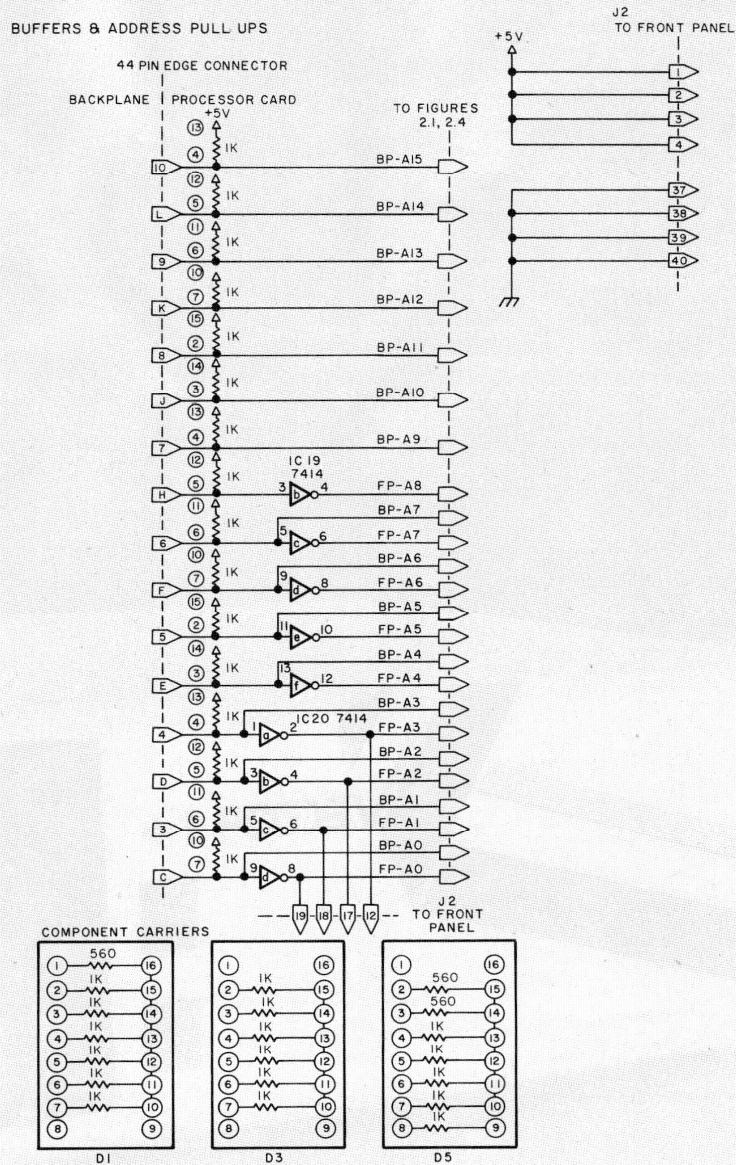 BUFFERS & ADDRESS PULL UPS
J2
TO FRONT PANEL
+5V
1
2
3
4
37
38
39
40
44 PIN EDGE CONNECTOR
BACKPLANE PROCESSOR CARD
+5V
TO FIGURES
2.1, 2.4
13
1K
4
10 BP-A15
12
1K
5
L BP-A14
11
1K
6
9 BP-A13
10
1K
7
K BP-A12
15
1K
2
8 BP-A11
14
1K
3
J BP-A10
13
1K
4
7 BP-A9
12
1K
IC 19
7414
5
H 3 b 4 FP-A8
11
1K
BP-A7
6
6 5 c 6 FP-A7
10
1K
BP-A6
7
F 9 d 8 FP-A6
15
1K
BP-A5
2
5 11 e 10 FP-A5
14
1K
BP-A4
3
E 13 f 12 FP-A4
13
1K
BP-A3
4
IC20 7414
4 1 a 2 FP-A3
12
1K
BP-A2
5
D 3 b 4 FP-A2
11
1K
BP-A1
6
3 5 c 6 FP-A1
10
1K
BP-A0
7
C 9 d 8 FP-A0
19 18 17 12
J2
TO FRONT
PANEL
COMPONENT CARRIERS
1 560 16
2 1K 15
3 1K 14
4 1K 13
5 1K 12
6 1K 11
7 1K 10
8 9
D1
1 16
2 1K 15
3 1K 14
4 1K 13
5 1K 12
6 1K 11
7 1K 10
8 9
D3
1 16
2 560 15
3 560 14
4 1K 13
5 1K 12
6 1K 11
7 1K 10
8 1K 9
D5